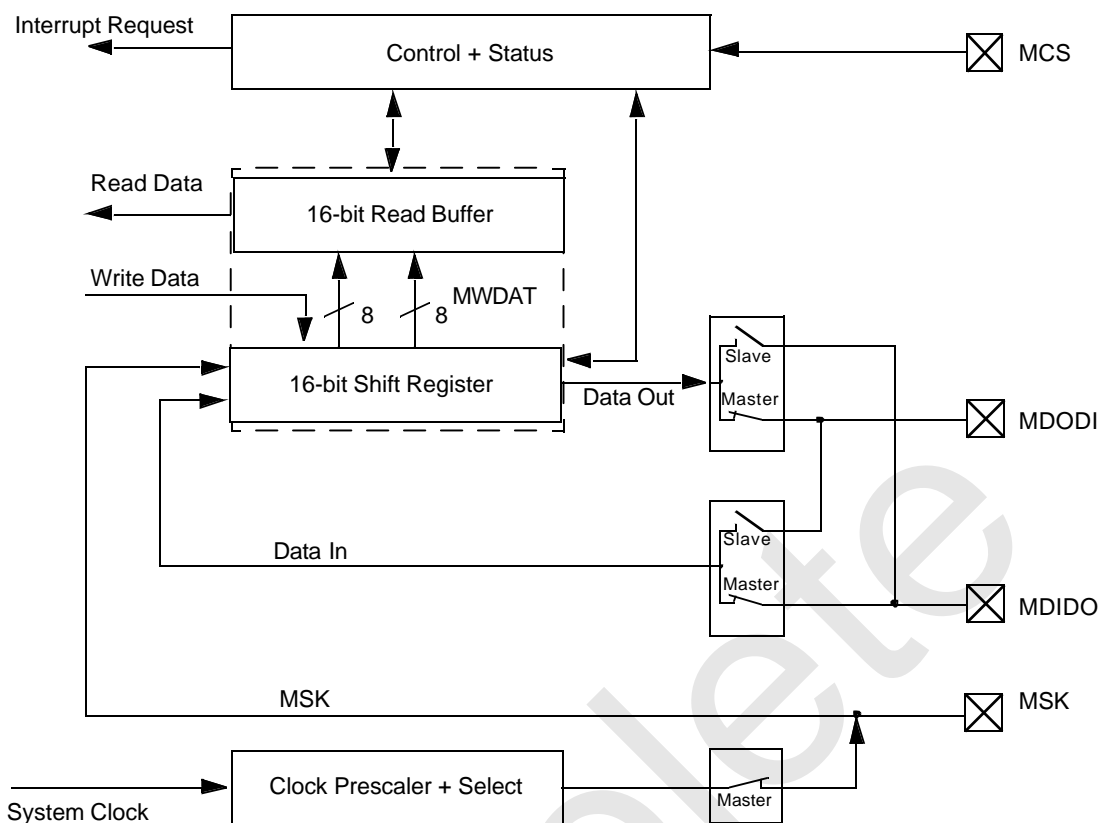 Interrupt Request
Control + Status
MCS
Read Data
16-bit Read Buffer
Write Data
8
8
MWDAT
16-bit Shift Register
Data Out
Slave
Master
MDODI
Data In
Slave
Master
MDIDO
MSK
MSK
Clock Prescaler + Select
Master
System Clock
plete